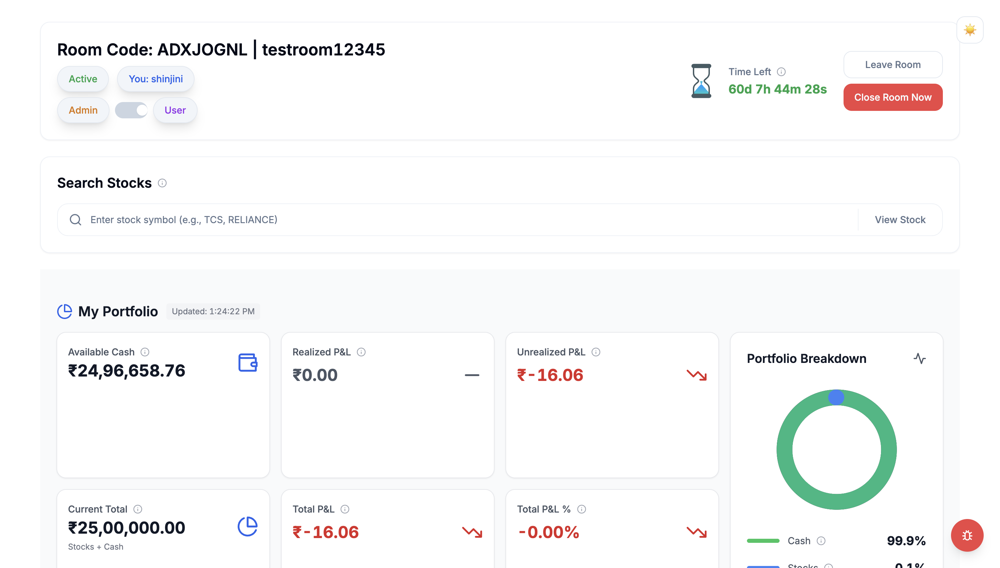 Room Code: ADXJOGNL | testroom12345
Active
You: shinjini
Admin
User
Time Left
60d 7h 44m 28s
Leave Room
Close Room Now
Search Stocks
Enter stock symbol (e.g., TCS, RELIANCE)
View Stock
My Portfolio
Updated: 1:24:22 PM
Available Cash
₹24,96,658.76
Realized P&L
₹0.00
Unrealized P&L
₹-16.06
Portfolio Breakdown
Current Total
₹25,00,000.00
Stocks + Cash
Total P&L
₹-16.06
Total P&L %
-0.00%
Cash
99.9%
Stocks
0.1%